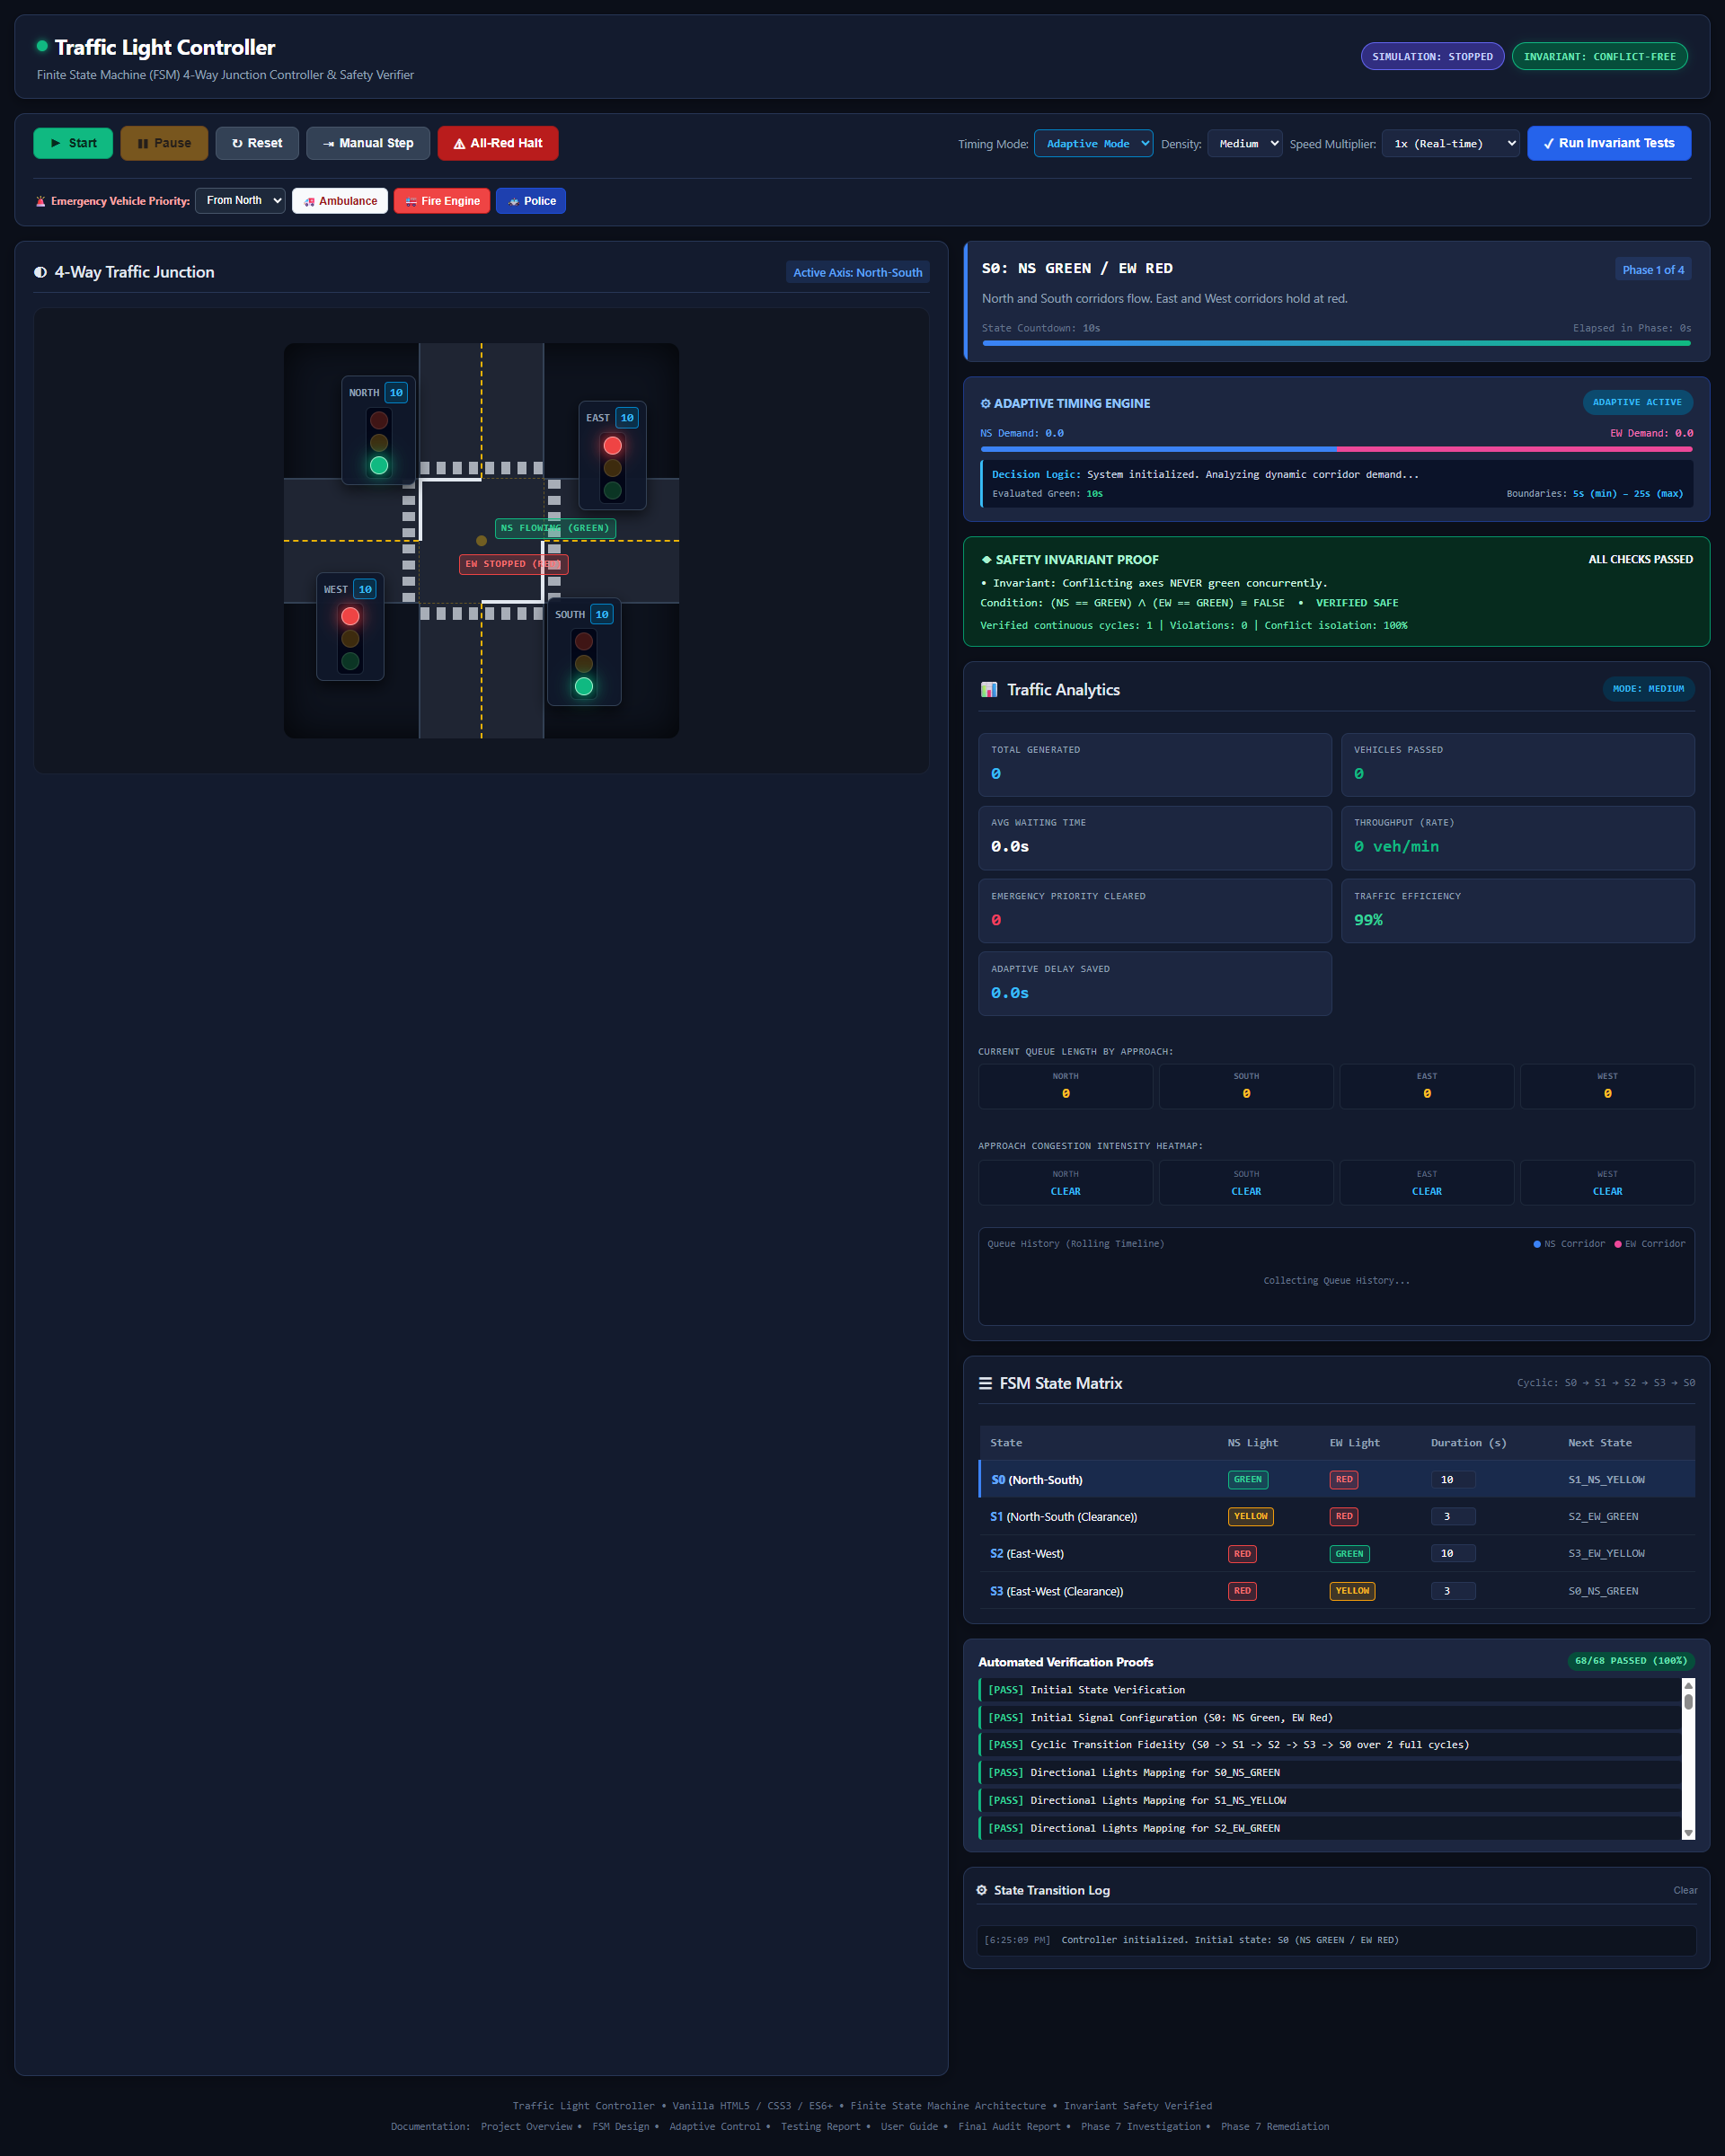 Traffic Light Controller
Finite State Machine (FSM) 4-Way Junction Controller & Safety Verifier
SIMULATION: STOPPED
INVARIANT: CONFLICT-FREE
Start
Pause
Reset
Manual Step
All-Red Halt
Timing Mode: Adaptive Mode
Density: Medium
Speed Multiplier: 1x (Real-time)
✓ Run Invariant Tests
Emergency Vehicle Priority: From North
Ambulance
Fire Engine
Police
4-Way Traffic Junction
Active Axis: North-South
NORTH 10
EAST 10
NS FLOWING (GREEN)
EW STOPPED (RED)
WEST 10
SOUTH 10
S0: NS GREEN / EW RED
Phase 1 of 4
North and South corridors flow. East and West corridors hold at red.
State Countdown: 10s
Elapsed in Phase: 0s
ADAPTIVE TIMING ENGINE
ADAPTIVE ACTIVE
NS Demand: 0.0
EW Demand: 0.0
Decision Logic: System initialized. Analyzing dynamic corridor demand...
Evaluated Green: 10s
Boundaries: 5s (min) – 25s (max)
SAFETY INVARIANT PROOF
ALL CHECKS PASSED
• Invariant: Conflicting axes NEVER green concurrently.
Condition: (NS == GREEN) ∧ (EW == GREEN) ≡ FALSE • VERIFIED SAFE
Verified continuous cycles: 1 | Violations: 0 | Conflict isolation: 100%
Traffic Analytics
MODE: MEDIUM
TOTAL GENERATED
0
VEHICLES PASSED
0
AVG WAITING TIME
0.0s
THROUGHPUT (RATE)
0 veh/min
EMERGENCY PRIORITY CLEARED
0
TRAFFIC EFFICIENCY
99%
ADAPTIVE DELAY SAVED
0.0s
CURRENT QUEUE LENGTH BY APPROACH:
NORTH
0
SOUTH
0
EAST
0
WEST
0
APPROACH CONGESTION INTENSITY HEATMAP:
NORTH
CLEAR
SOUTH
CLEAR
EAST
CLEAR
WEST
CLEAR
Queue History (Rolling Timeline)
NS Corridor
EW Corridor
Collecting Queue History...
FSM State Matrix
Cyclic: S0 → S1 → S2 → S3 → S0
State NS Light EW Light Duration (s) Next State
S0 (North-South) GREEN RED 10 S1_NS_YELLOW
S1 (North-South (Clearance)) YELLOW RED 3 S2_EW_GREEN
S2 (East-West) RED GREEN 10 S3_EW_YELLOW
S3 (East-West (Clearance)) RED YELLOW 3 S0_NS_GREEN
Automated Verification Proofs
68/68 PASSED (100%)
[PASS] Initial State Verification
[PASS] Initial Signal Configuration (S0: NS Green, EW Red)
[PASS] Cyclic Transition Fidelity (S0 -> S1 -> S2 -> S3 -> S0 over 2 full cycles)
[PASS] Directional Lights Mapping for S0_NS_GREEN
[PASS] Directional Lights Mapping for S1_NS_YELLOW
[PASS] Directional Lights Mapping for S2_EW_GREEN
State Transition Log
Clear
[6:25:09 PM] Controller initialized. Initial state: S0 (NS GREEN / EW RED)
Traffic Light Controller • Vanilla HTML5 / CSS3 / ES6+ • Finite State Machine Architecture • Invariant Safety Verified
Documentation: Project Overview • FSM Design • Adaptive Control • Testing Report • User Guide • Final Audit Report • Phase 7 Investigation • Phase 7 Remediation